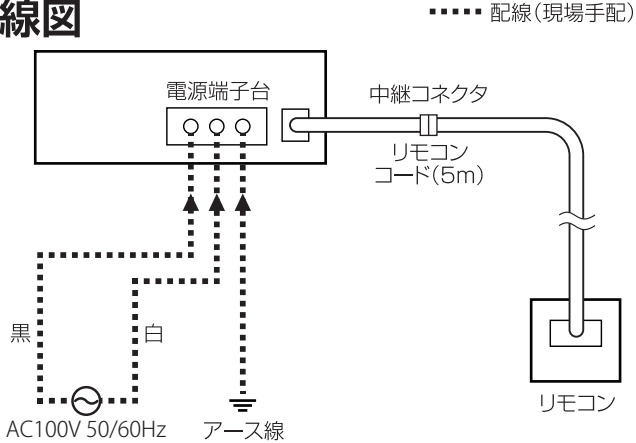 線図
配線(現場手配)
電源端子台
中継コネクタ
リモコン
コード(5m)
黒
白
AC100V 50/60Hz
アース線
リモコン